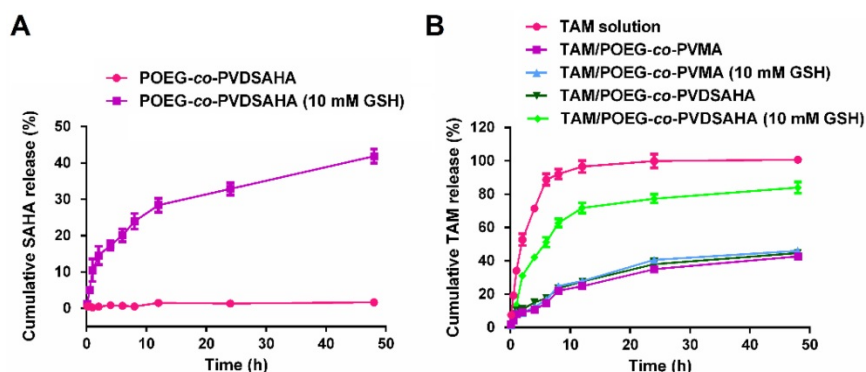 A
POEG-co-PVDSAHA
POEG-co-PVDSAHA (10 mM GSH)
Cumulative SAHA release (%)
50
40
30
20
10
0
0 10 20 30 40 50
Time (h)
B
TAM solution
TAM/POEG-co-PVMA
TAM/POEG-co-PVMA (10 mM GSH)
TAM/POEG-co-PVDSAHA
TAM/POEG-co-PVDSAHA (10 mM GSH)
Cumulative TAM release (%)
120
100
80
60
40
20
0
0 10 20 30 40 50
Time (h)